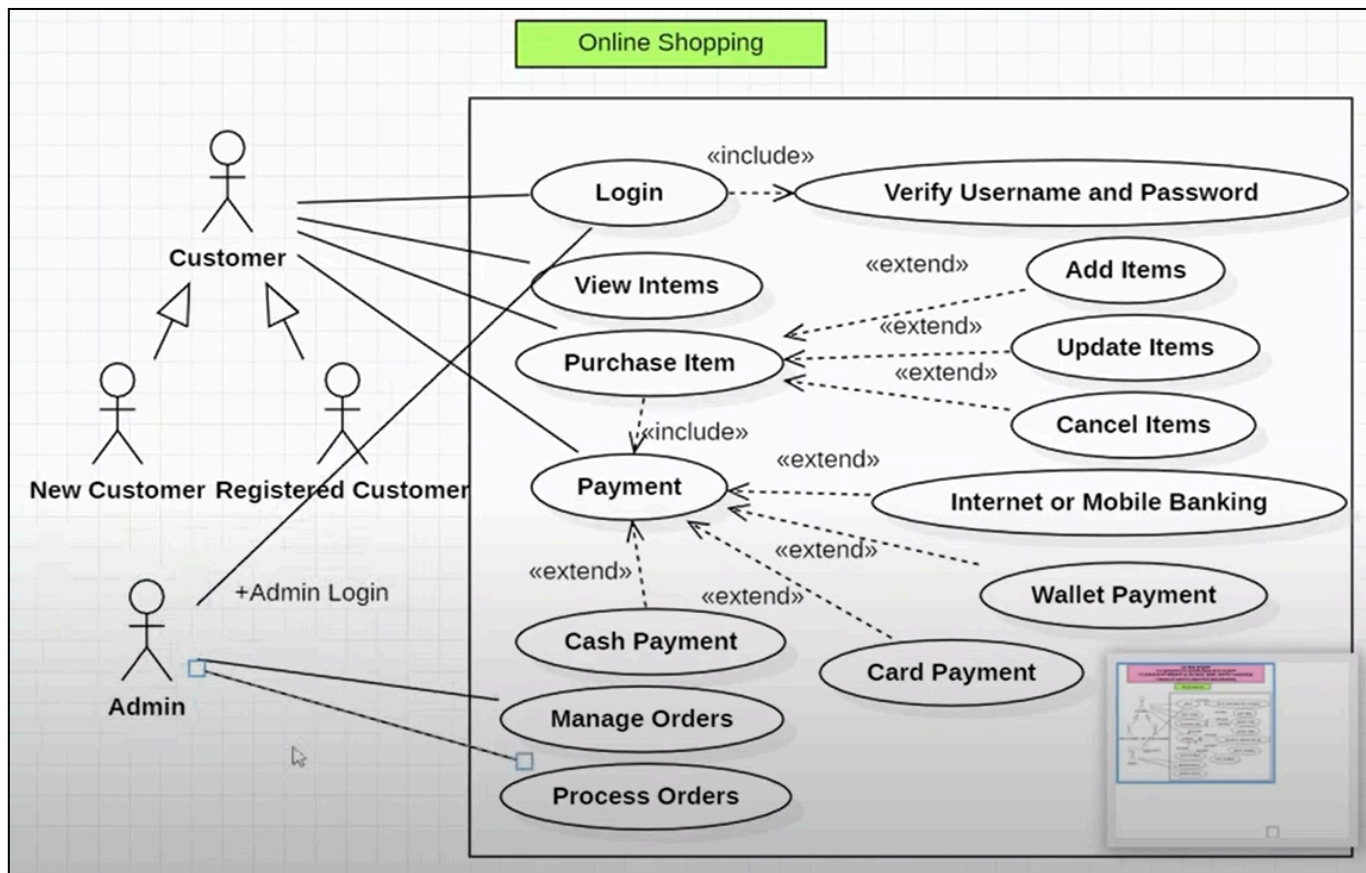 Online Shopping
«include»
Login
Verify Username and Password
Customer
View Intems
«extend»
Add Items
«extend»
Update Items
Purchase Item
«extend»
Cancel Items
«include»
«extend»
Payment
Internet or Mobile Banking
New Customer
Registered Customer
«extend»
«extend»
+Admin Login
«extend»
Wallet Payment
Cash Payment
Card Payment
Admin
Manage Orders
Process Orders